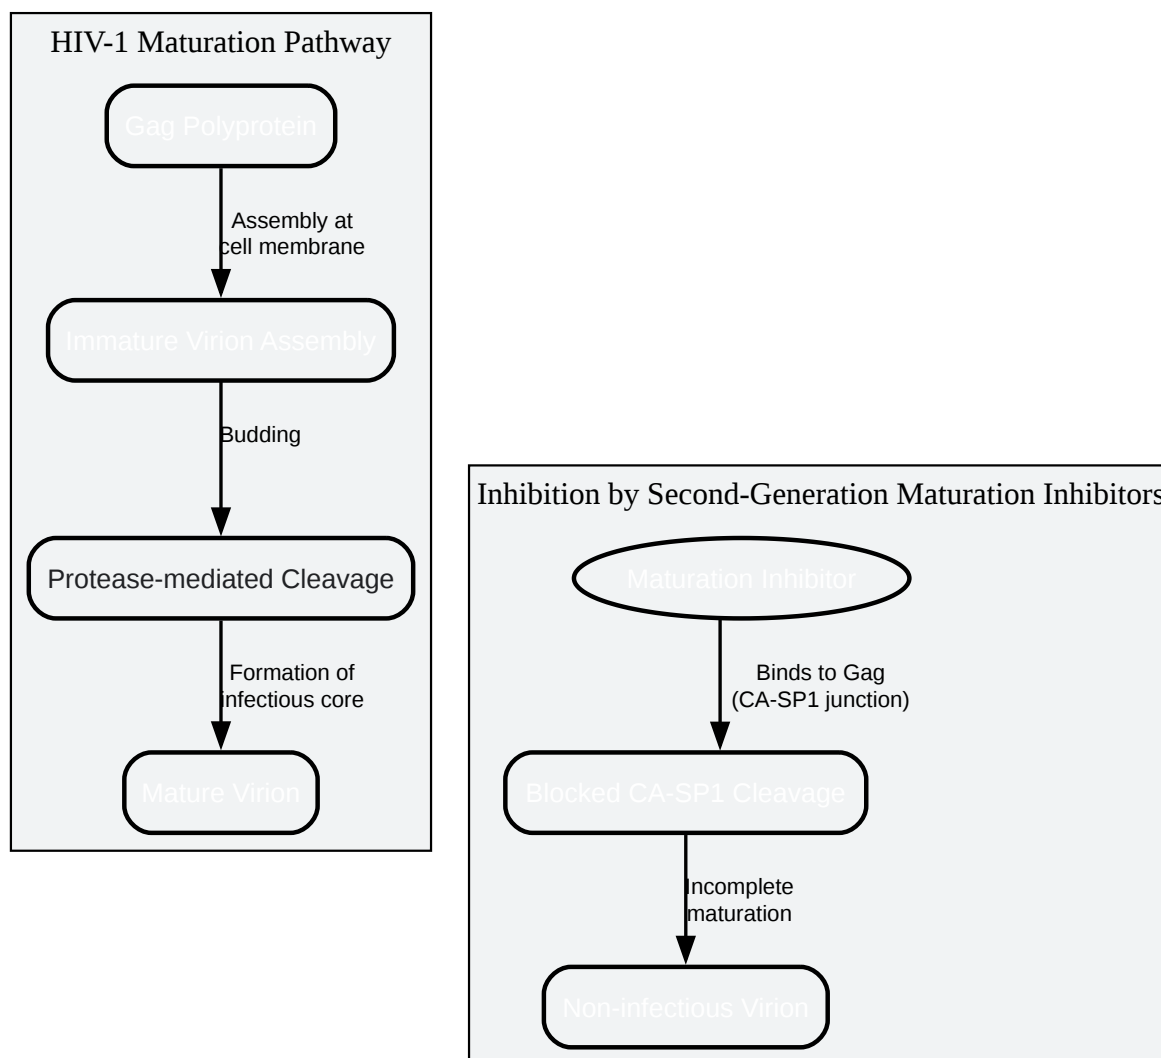 HIV-1 Maturation Pathway
Gag Polyprotein
Assembly at
cell membrane
Immature Virion Assembly
Budding
Protease-mediated Cleavage
Formation of
infectious core
Mature Virion
Inhibition by Second-Generation Maturation Inhibitors
Maturation Inhibitor
Binds to Gag
(CA-SP1 junction)
Blocked CA-SP1 Cleavage
Incomplete
maturation
Non-infectious Virion